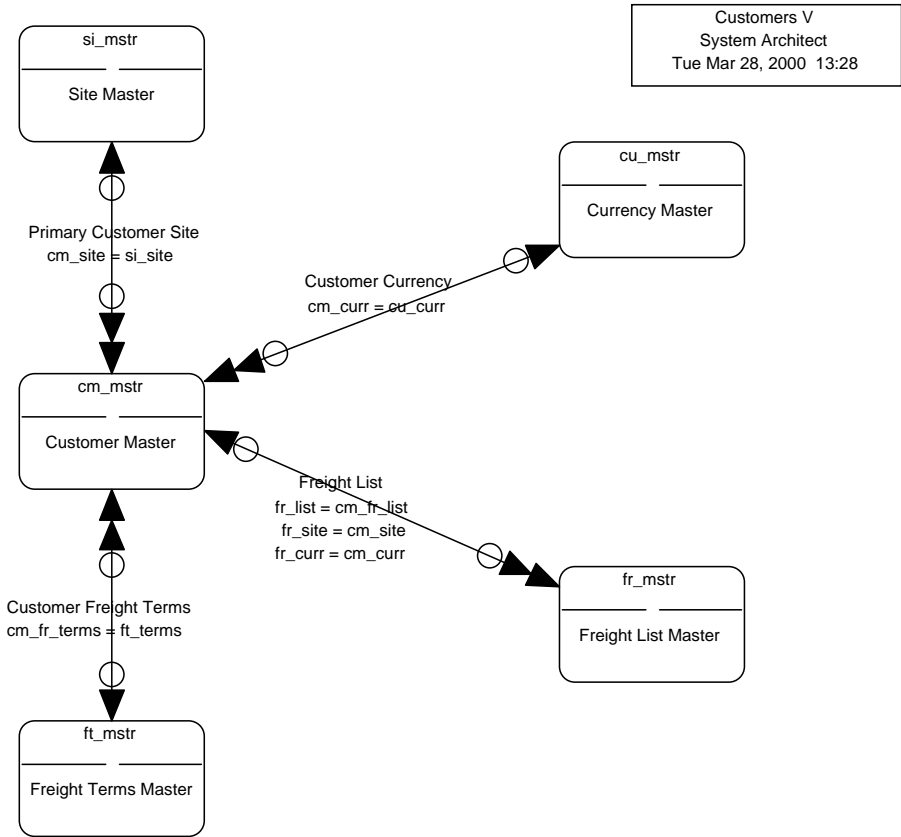 si_mstr
Site Master
Customers V
System Architect
Tue Mar 28, 2000  13:28
cu_mstr
Currency Master
Primary Customer Site
cm_site = si_site
Customer Currency
cm_curr = cu_curr
cm_mstr
Customer Master
Freight List
fr_list = cm_fr_list
fr_site = cm_site
fr_curr = cm_curr
fr_mstr
Freight List Master
Customer Freight Terms
cm_fr_terms = ft_terms
ft_mstr
Freight Terms Master